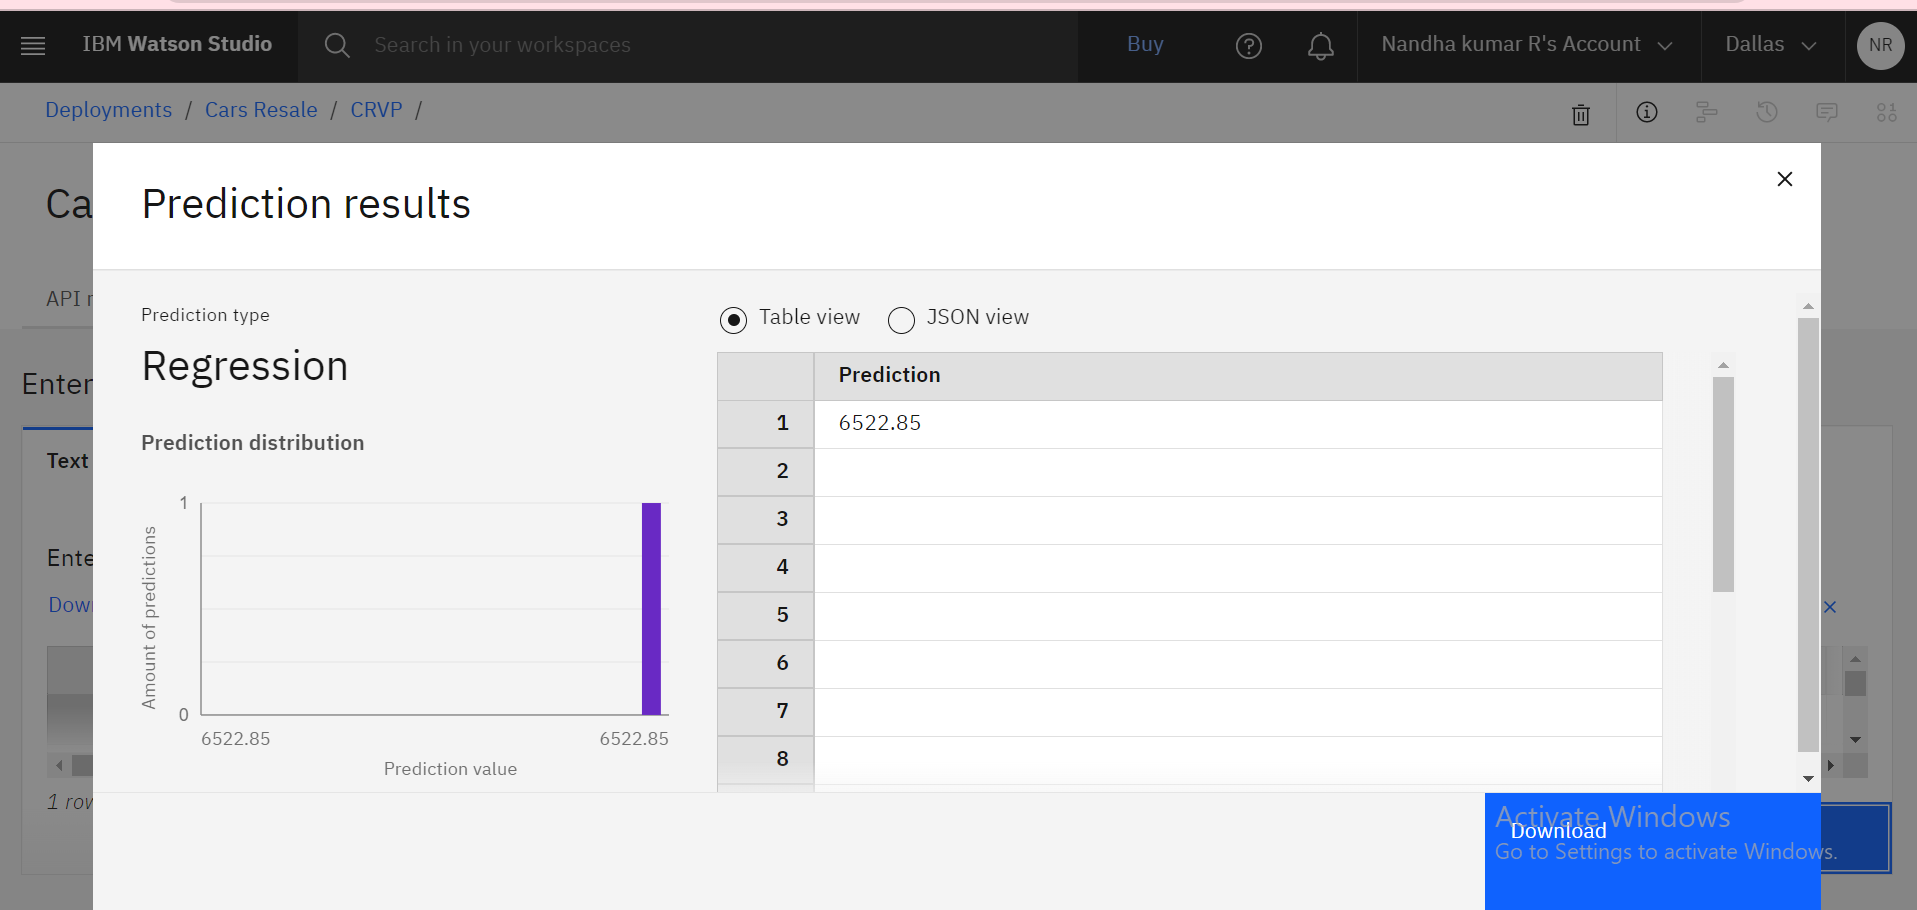 IBM Watson Studio
Search in your workspaces
Buy
Nandha kumar R's Account
Dallas
NR
Deployments / Cars Resale / CRVP /
Ca
Prediction results
API r
Prediction type
Regression
Table view
JSON view
Enter
Prediction distribution
Text
Ente
Dow
1 row
Amount of predictions
1
0
6522.85
6522.85
Prediction value
Prediction
1 6522.85
2
3
4
5
6
7
8
Download
Activate Windows
Go to Settings to activate Windows.